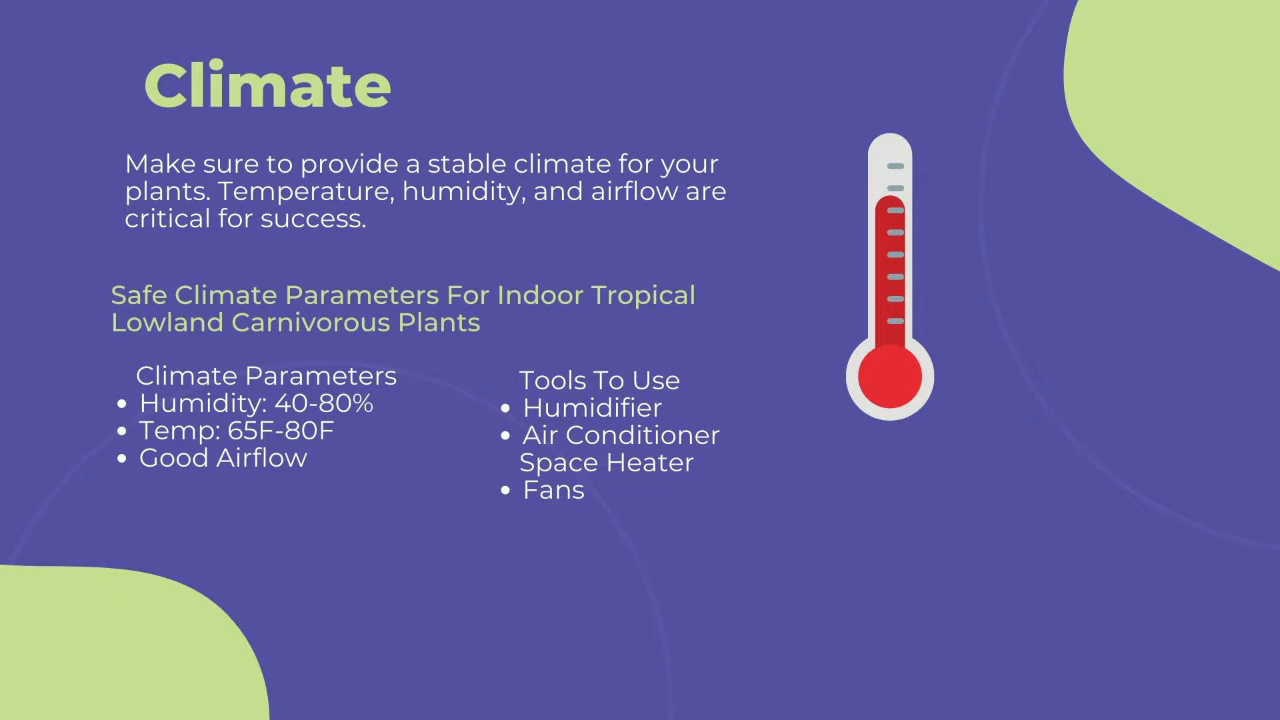 Climate
Make sure to provide a stable climate for your
plants. Temperature, humidity, and airflow are
critical for success.
Safe Climate Parameters For Indoor Tropical
Lowland Carnivorous Plants
Climate Parameters
• Humidity: 40-80%
• Temp: 65F-80F
• Good Airflow
Tools To Use
• Humidifier
• Air Conditioner
Space Heater
• Fans